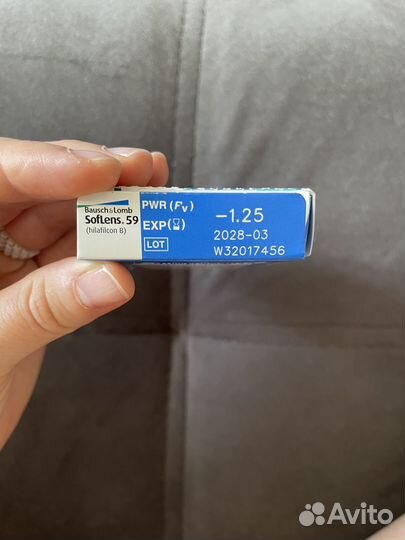 Bausch&Lomb
SofLens® 59
(hilafilcon B)
PWR (Fv) -1.25
EXP 2028-03
LOT W32017456
Avito